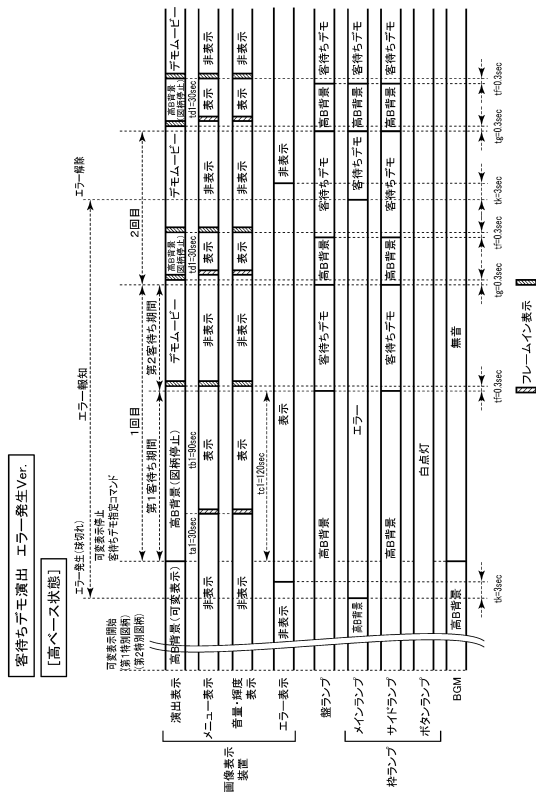 客待ちデモ演出 エラー発生Ver.
[高ベース状態]
エラー報知
エラー発生(球切れ)
エラー解除
可変表示開始
(第1特別図柄)
(第2特別図柄)
可変表示停止
客待ちデモ指定コマンド
1回目
2回目
第1客待ち期間
第2客待ち期間
画像表示装置
演出表示
高B背景(可変表示)
高B背景(図柄停止)
デモムービー
高B背景
図柄停止
デモムービー
高B背景
図柄停止
デモムービー
ta1=30sec
tb1=90sec
td1=30sec
td1=30sec
メニュー表示
非表示
表示
非表示
表示
非表示
表示
非表示
音量・輝度
表示
非表示
表示
非表示
表示
非表示
表示
非表示
tc1=120sec
エラー表示
非表示
表示
非表示
盤ランプ
高B背景
客待ちデモ
高B背景
客待ちデモ
高B背景
客待ちデモ
枠ランプ
メインランプ
高B背景
エラー
客待ちデモ
高B背景
客待ちデモ
サイドランプ
高B背景
客待ちデモ
高B背景
客待ちデモ
高B背景
客待ちデモ
ボタンランプ
白点灯
BGM
高B背景
無音
tk=3sec
tf=0.3sec
tg=0.3sec
tf=0.3sec
tk=3sec
tg=0.3sec
tf=0.3sec
フレームイン表示